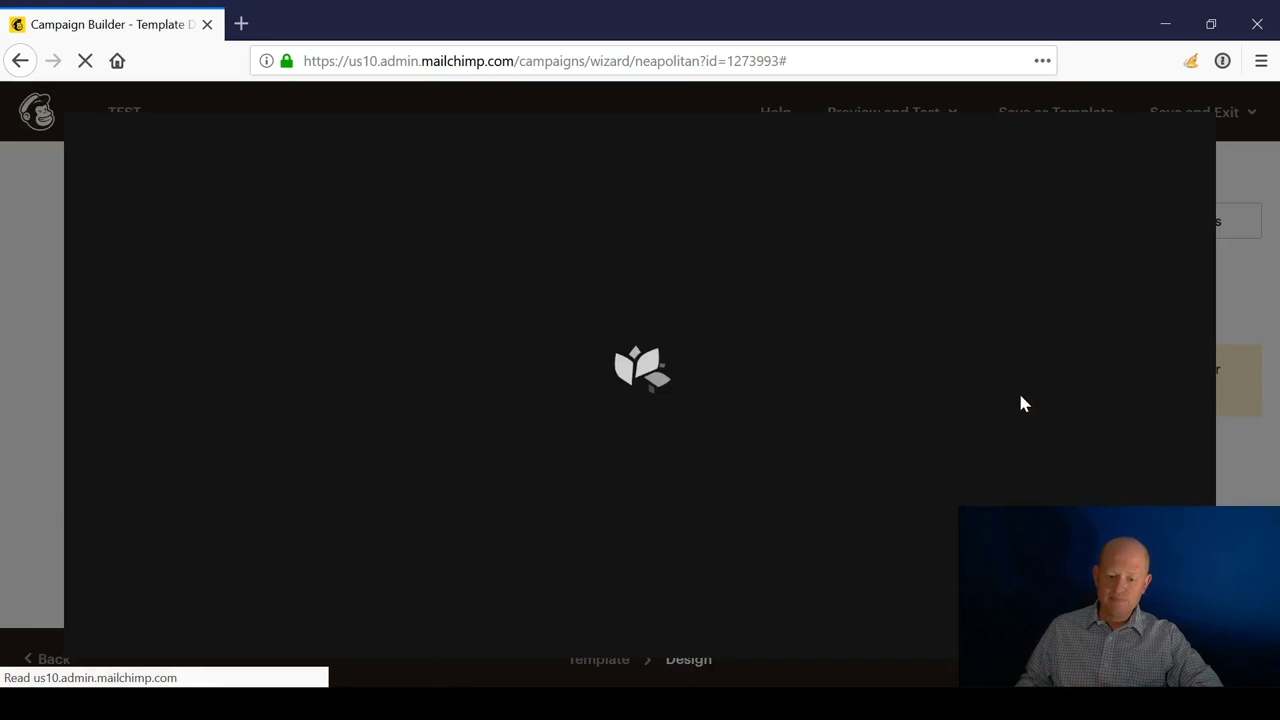 Campaign Builder - Template D
https://us10.admin.mailchimp.com/campaigns/wizard/neapolitan?id=1273993#
TEST
Help
Preview and Test
Save as Template
Save and Exit
s
r
Back
Template
Design
Read us10.admin.mailchimp.com